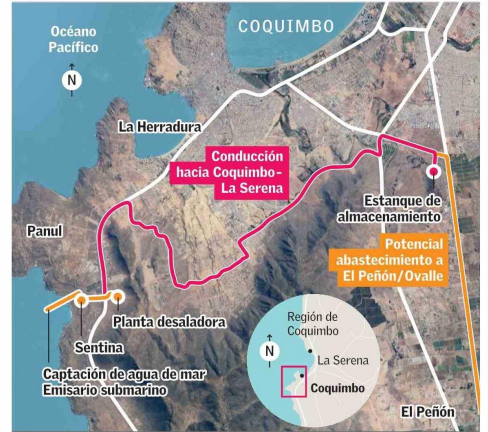 Océano
Pacífico
N
COQUIMBO
La Herradura
Conducción
hacia Coquimbo-
La Serena
Estanque de
almacenamiento
Panul
Potencial
abastecimiento a
El Peñón/Ovalle
Planta desaladora
Sentina
Captación de agua de mar
Emisario submarino
Región de
Coquimbo
N
La Serena
Coquimbo
El Peñón